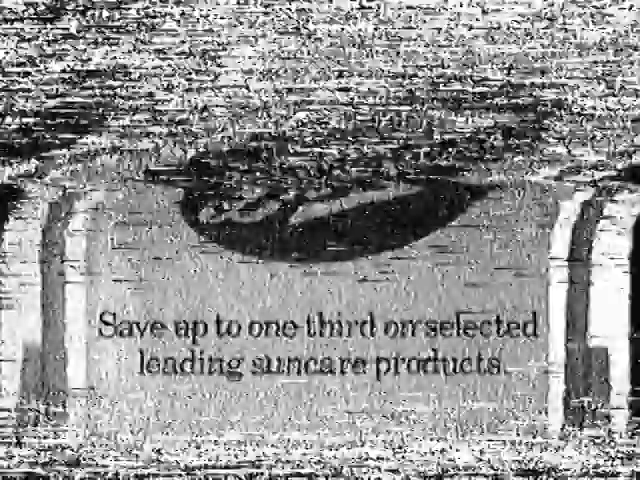 Save up to one third on selected
leading suncare products.